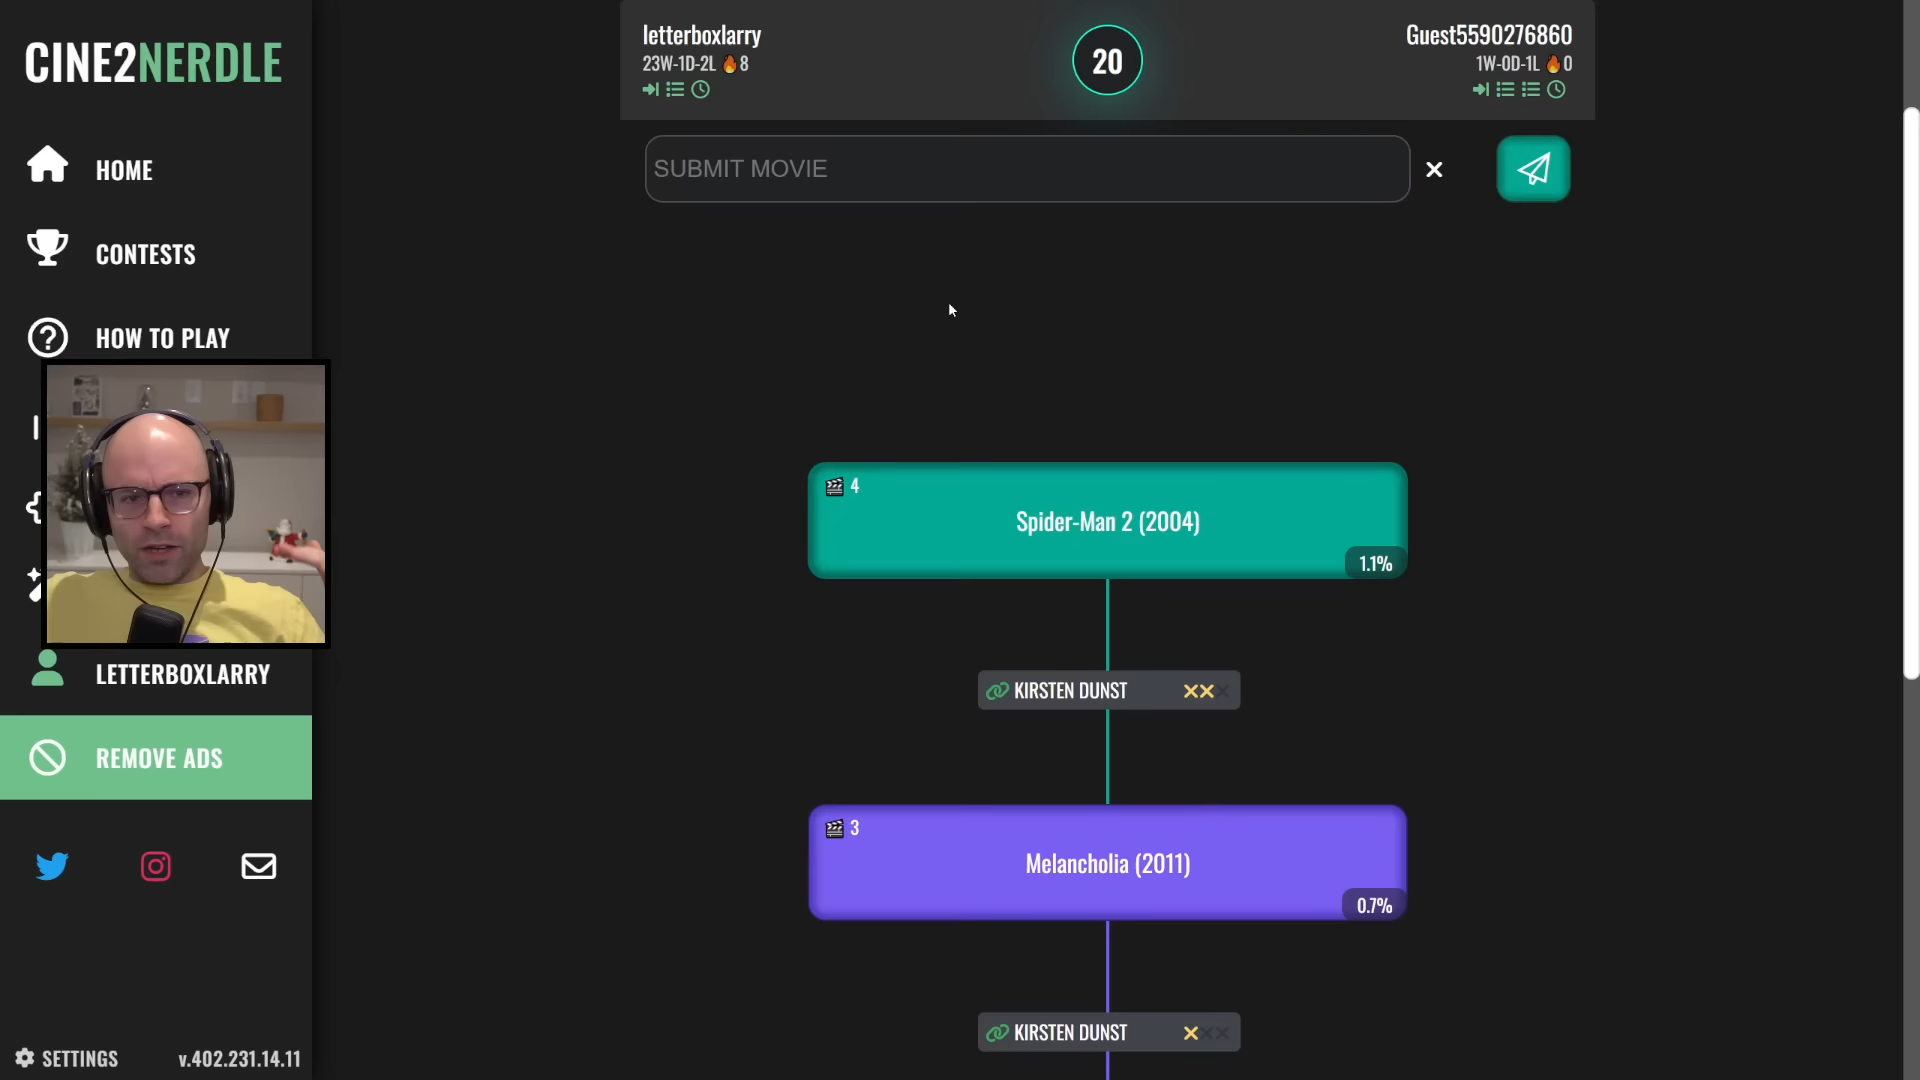 CINE2NERDLE
HOME
CONTESTS
HOW TO PLAY
LETTERBOXLARRY
REMOVE ADS
SETTINGS
v.402.231.14.11
letterboxlarry
23W-1D-2L 🔥8
20
Guest5590276860
1W-0D-1L 🔥0
SUBMIT MOVIE
4
Spider-Man 2 (2004)
1.1%
KIRSTEN DUNST
3
Melancholia (2011)
0.7%
KIRSTEN DUNST